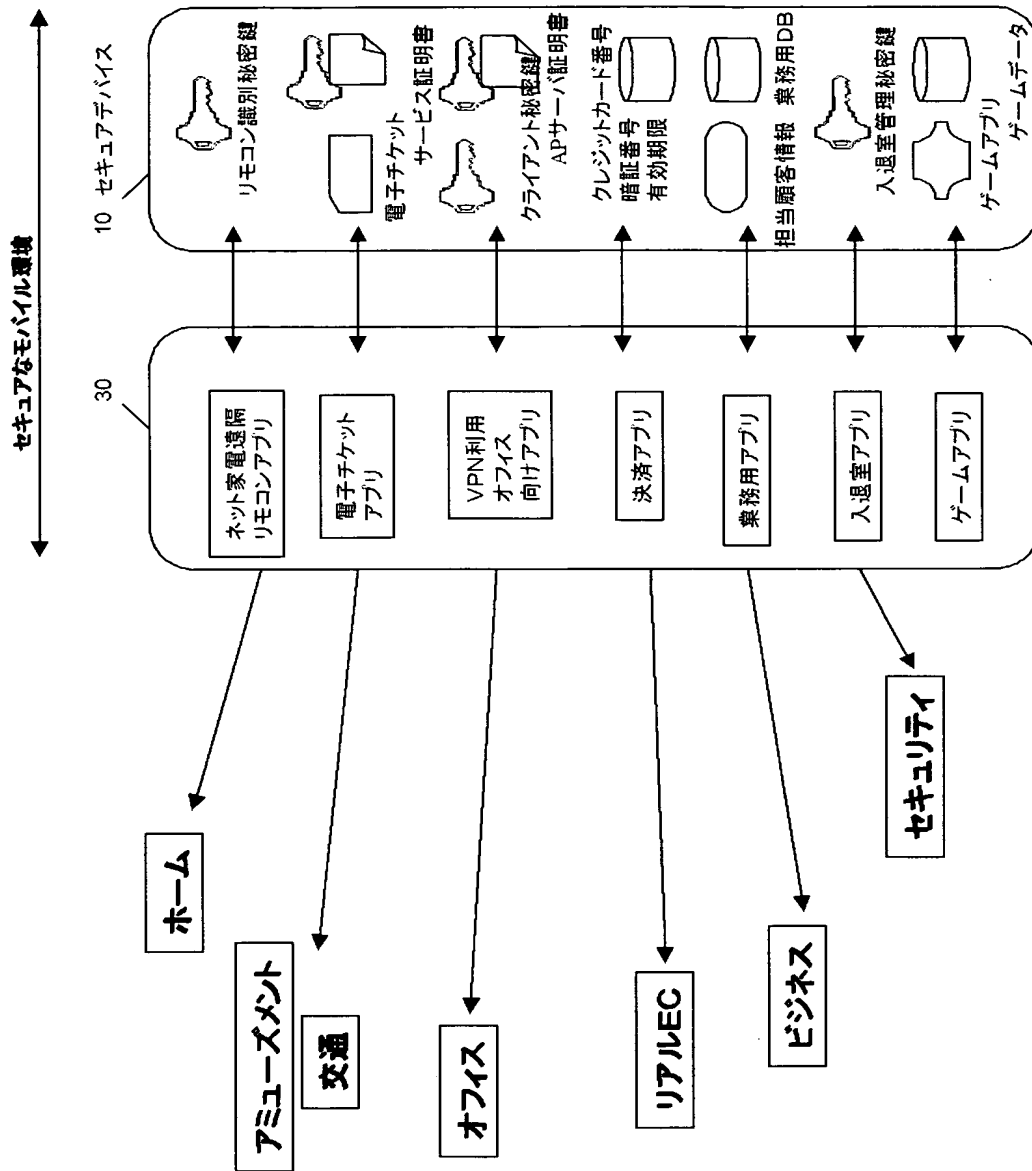 セキュアなモバイル環境
10 セキュアデバイス
30
ネット家電遠隔
リモコンアプリ
リモコン識別秘密鍵
電子チケット
アプリ
電子チケット
サービス証明書
VPN利用
オフィス
向けアプリ
クライアント秘密鍵
APサーバ証明書
決済アプリ
クレジットカード番号
暗証番号
有効期限
業務用アプリ
担当顧客情報 業務用DB
入退室アプリ
入退室管理秘密鍵
ゲームアプリ
ゲームアプリ
ゲームデータ
ホーム
アミューズメント
交通
オフィス
リアルEC
ビジネス
セキュリティ